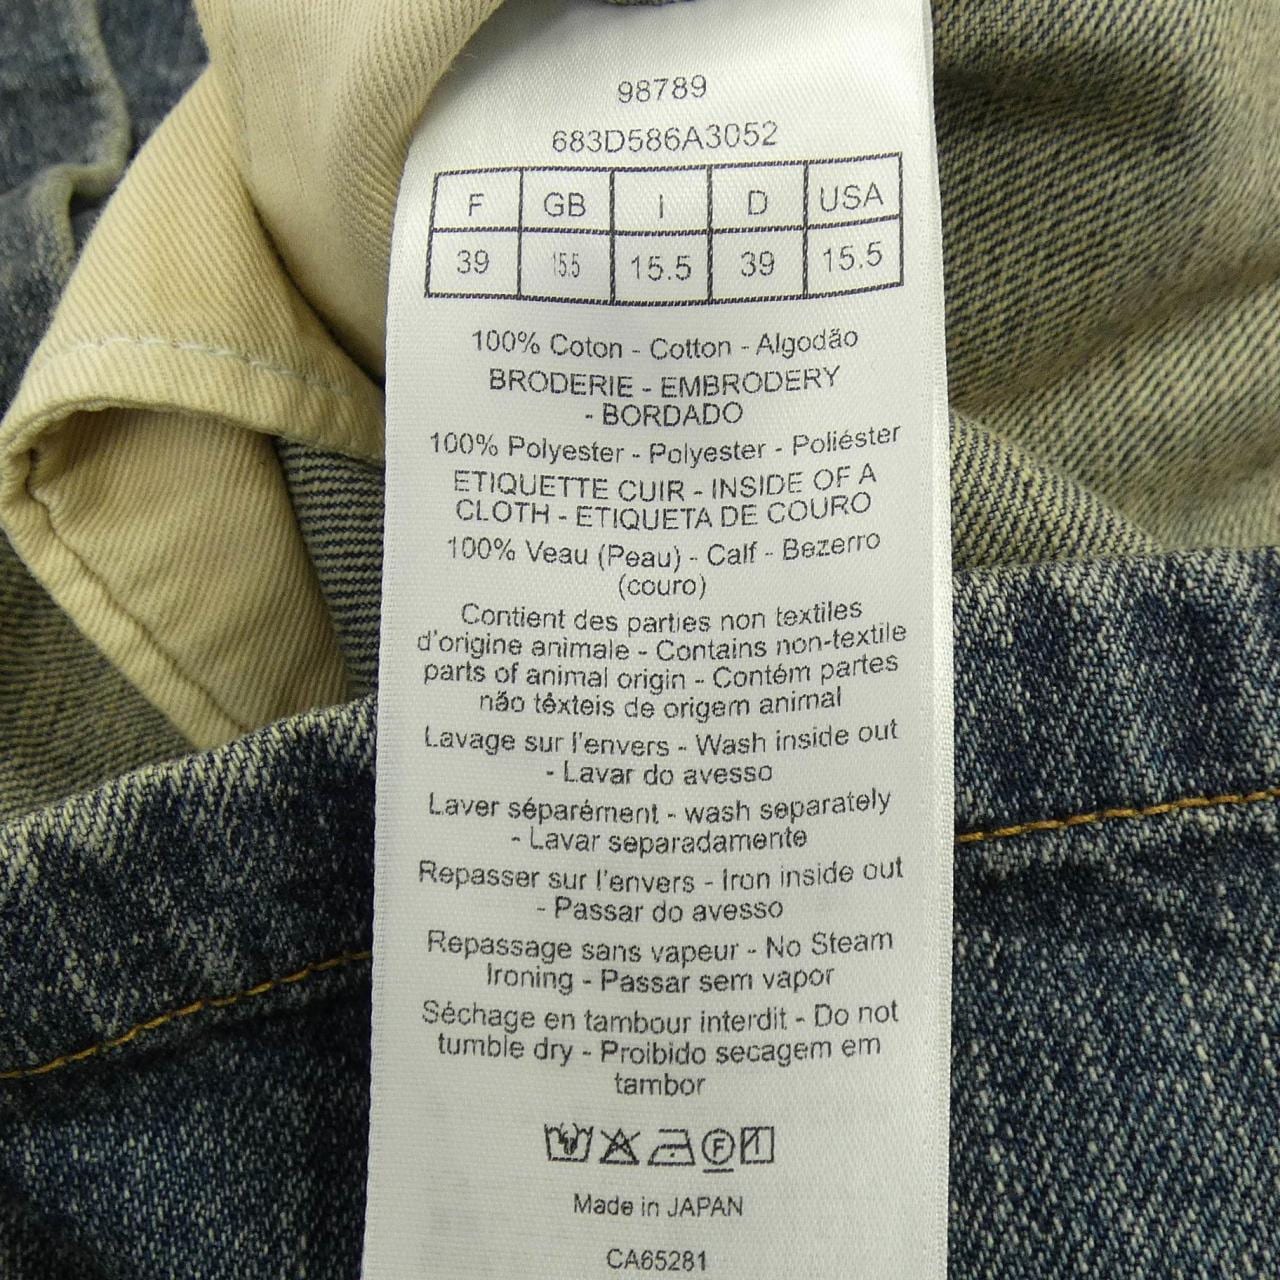 98789
683D586A3052
F GB I D USA
39 15.5 15.5 39 15.5
100% Coton - Cotton - Algodão
BRODERIE - EMBRODERY
- BORDADO
100% Polyester - Polyester - Poliéster
ETIQUETTE CUIR - INSIDE OF A
CLOTH - ETIQUETA DE COURO
100% Veau (Peau) - Calf - Bezerro
(couro)
Contient des parties non textiles
d'origine animale - Contains non-textile
parts of animal origin - Contém partes
não têxteis de origem animal
Lavage sur l'envers - Wash inside out
- Lavar do avesso
Laver séparément - wash separately
- Lavar separadamente
Repasser sur l'envers - Iron inside out
- Passar do avesso
Repassage sans vapeur - No Steam
Ironing - Passar sem vapor
Séchage en tambour interdit - Do not
tumble dry - Proibido secagem em
tambor
F
Made in JAPAN
CA65281